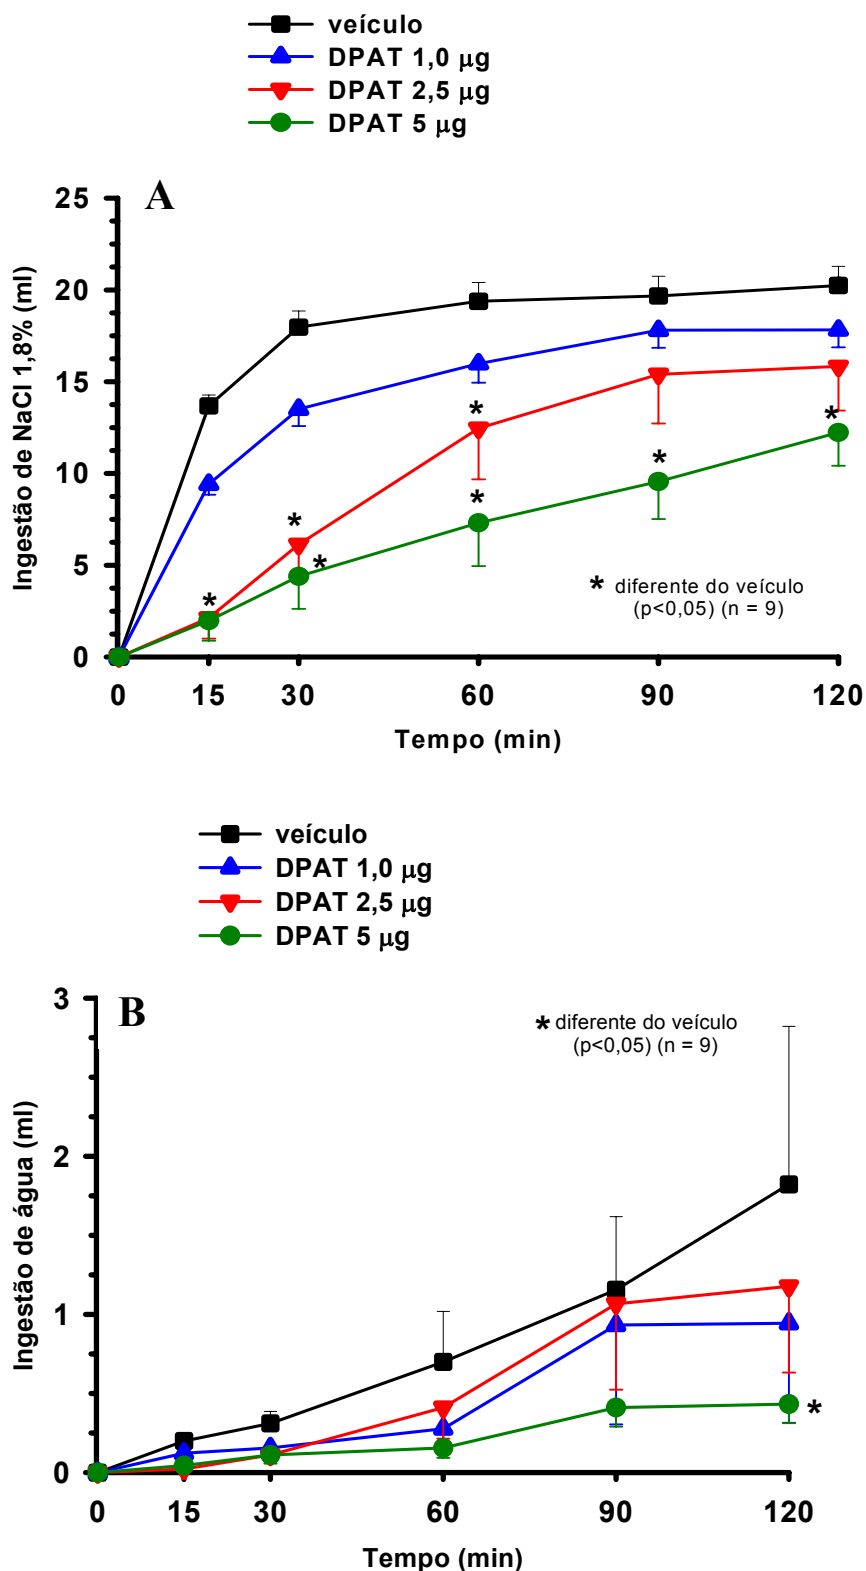 veículo
DPAT 1,0 μg
DPAT 2,5 μg
DPAT 5 μg
A
25
20
15
10
5
0
Ingestão de NaCl 1,8% (ml)
*
*
*
*
*
*
*
*
* diferente do veículo
(p<0,05) (n = 9)
0 15 30 60 90 120
Tempo (min)
veículo
DPAT 1,0 μg
DPAT 2,5 μg
DPAT 5 μg
B
3
2
1
0
Ingestão de água (ml)
* diferente do veículo
(p<0,05) (n = 9)
*
0 15 30 60 90 120
Tempo (min)